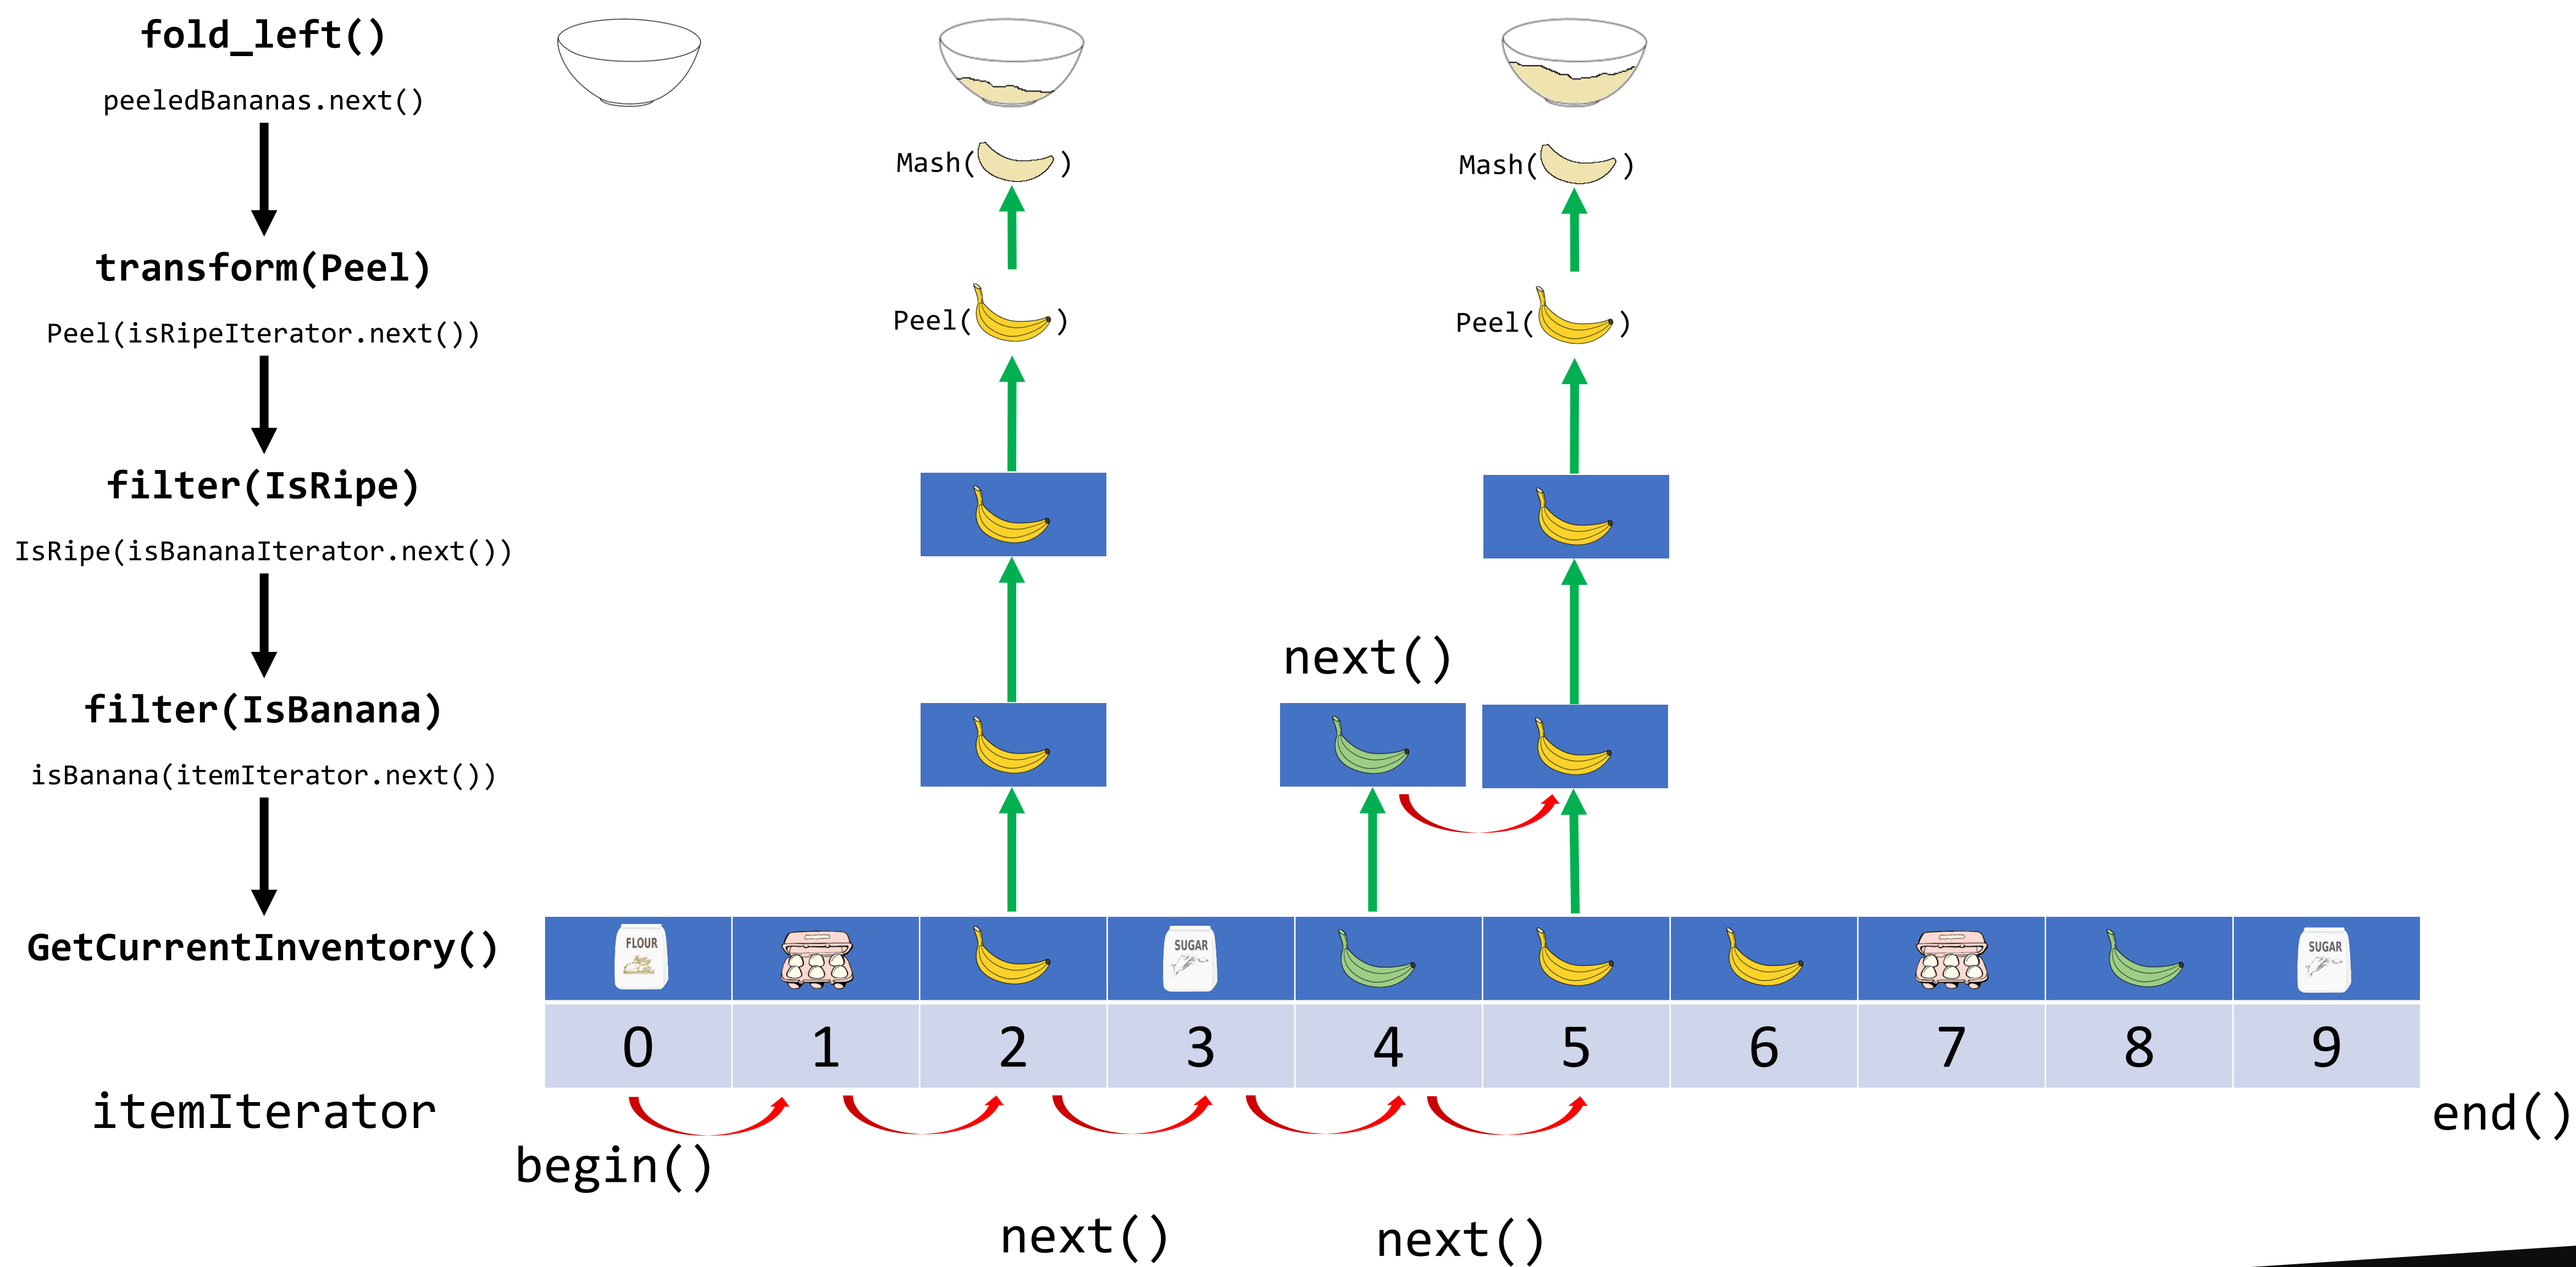 fold_left()
peeledBananas.next()
Mash( )
Mash( )
transform(Peel)
Peel(isRipeIterator.next())
Peel( )
Peel( )
filter(IsRipe)
IsRipe(isBananaIterator.next())
next()
filter(IsBanana)
isBanana(itemIterator.next())
GetCurrentInventory()
FLOUR
SUGAR
SUGAR
0 1 2 3 4 5 6 7 8 9
itemIterator
end()
begin()
next()
next()